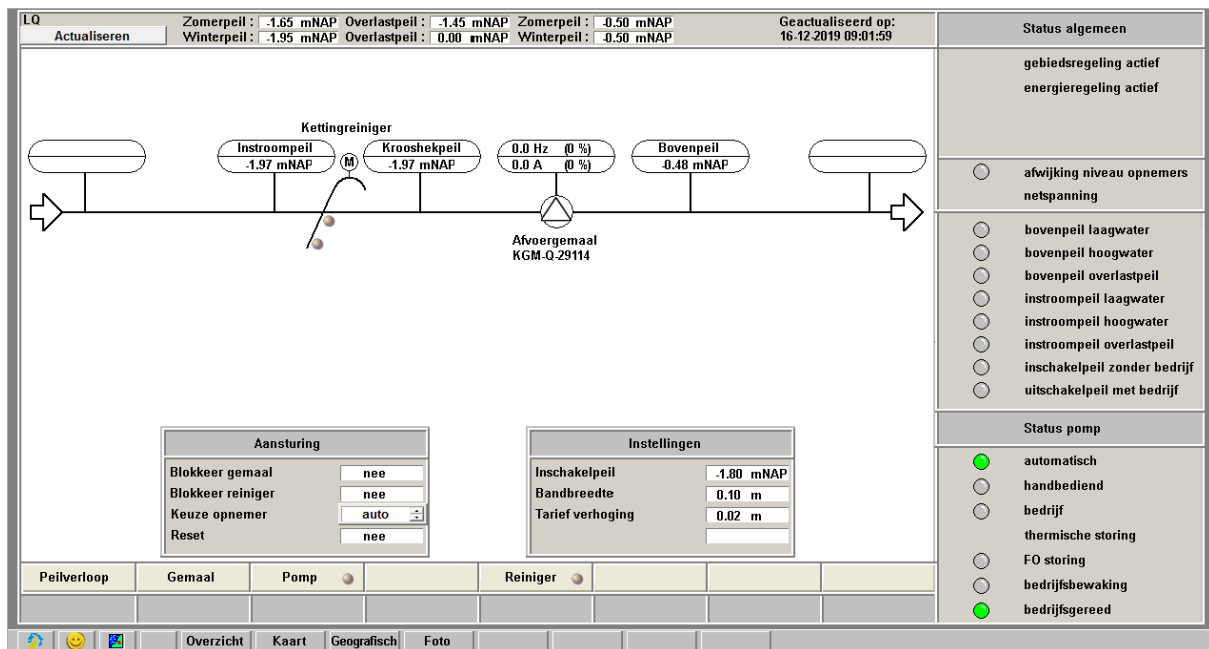 LQ
Actualiseren
Zomerpeil : -1.65 mNAP Overlastpeil : -1.45 mNAP Zomerpeil : -0.50 mNAP
Winterpeil : -1.95 mNAP Overlastpeil : 0.00 mNAP Winterpeil : -0.50 mNAP
Geactualiseerd op:
16-12-2019 09:01:59
Kettingreiniger
Instroompeil
-1.97 mNAP
M
Krooshekpeil
-1.97 mNAP
0.0 Hz (0 %)
0.0 A (0 %)
Bovenpeil
-0.48 mNAP
Afvoergemaal
KGM-Q-29114
Aansturing
Blokkeer gemaal nee
Blokkeer reiniger nee
Keuze opnemer auto
Reset nee
Instellingen
Inschakelpeil -1.80 mNAP
Bandbreedte 0.10 m
Tarief verhoging 0.02 m
Status algemeen
gebiedsregeling actief
energieregeling actief
afwijking niveau opnemers
netspanning
bovenpeil laagwater
bovenpeil hoogwater
bovenpeil overlastpeil
instroompeil laagwater
instroompeil hoogwater
instroompeil overlastpeil
inschakelpeil zonder bedrijf
uitschakelpeil met bedrijf
Status pomp
automatisch
handbediend
bedrijf
thermische storing
FO storing
bedrijfsbewaking
bedrijfsgereed
Peilverloop Gemaal Pomp Reiniger
Overzicht Kaart Geografisch Foto